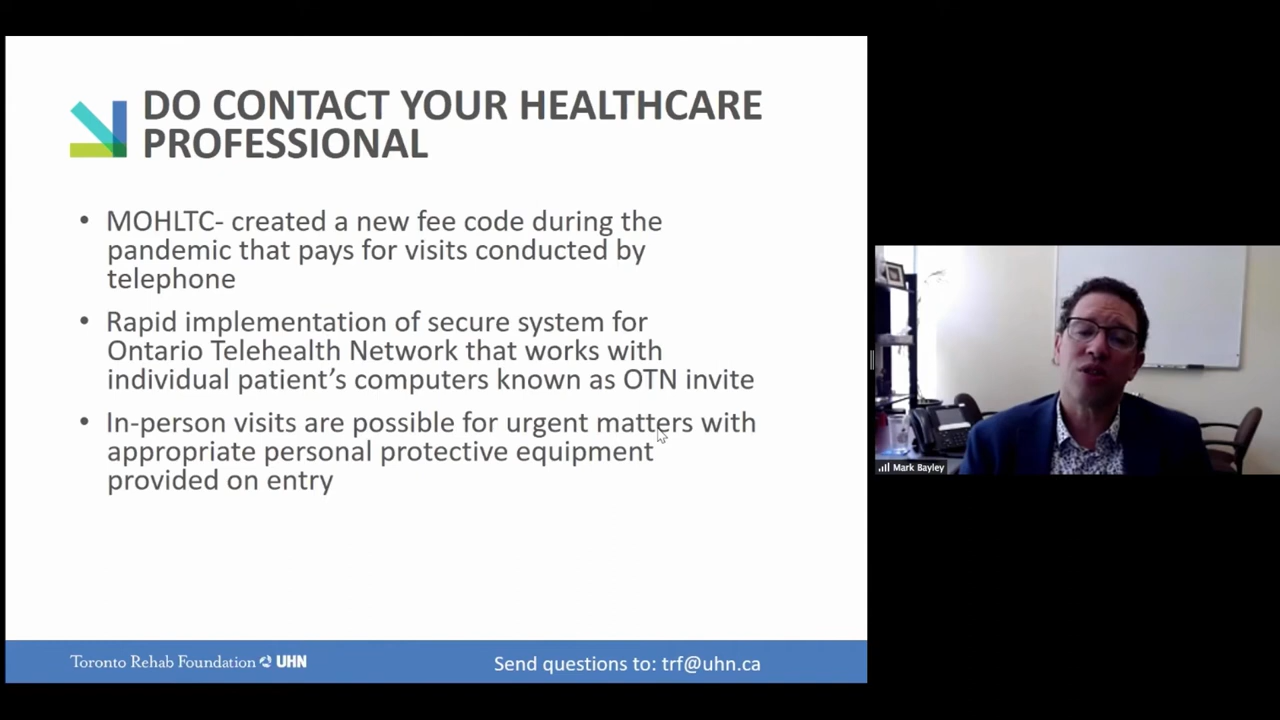 DO CONTACT YOUR HEALTHCARE
PROFESSIONAL
• MOHLTC- created a new fee code during the
pandemic that pays for visits conducted by
telephone
• Rapid implementation of secure system for
Ontario Telehealth Network that works with
individual patient’s computers known as OTN invite
• In-person visits are possible for urgent matters with
appropriate personal protective equipment
provided on entry
Mark Bayley
Toronto Rehab Foundation UHN
Send questions to: trf@uhn.ca